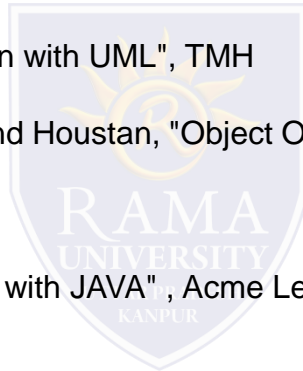 n with UML", TMH
nd Houstan, "Object O
RAMA
UNIVERSITY
with JAVA" , Acme Le
KANPUR